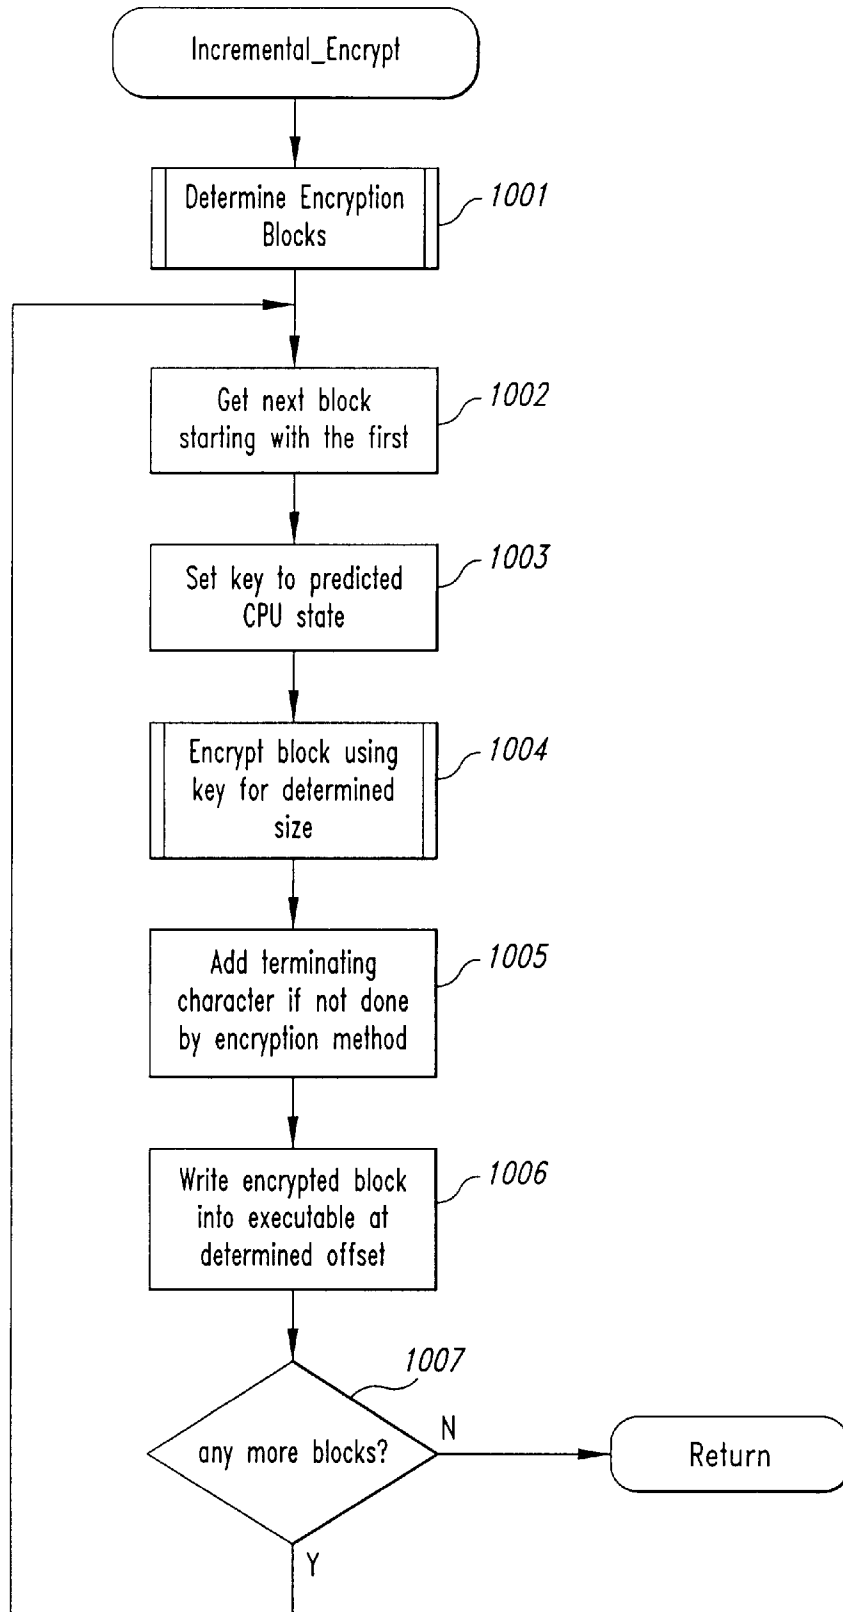 Incremental_Encrypt
Determine Encryption
Blocks
1001
Get next block
starting with the first
1002
Set key to predicted
CPU state
1003
Encrypt block using
key for determined
size
1004
Add terminating
character if not done
by encryption method
1005
Write encrypted block
into executable at
determined offset
1006
1007
any more blocks?
N
Return
Y